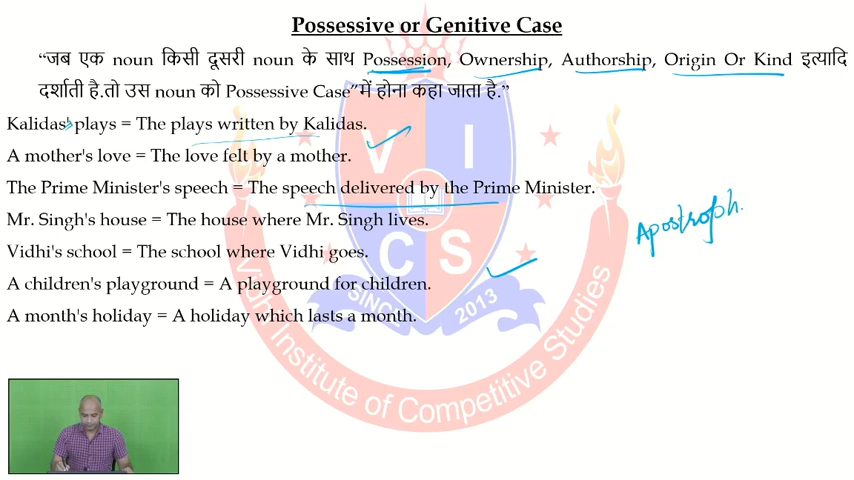 Possessive or Genitive Case
“जब एक noun किसी दूसरी noun के साथ Possession, Ownership, Authorship, Origin Or Kind इत्यादि
दर्शाती है.तो उस noun को Possessive Case”में होना कहा जाता है.”
Kalidas' plays = The plays written by Kalidas.
A mother's love = The love felt by a mother.
The Prime Minister's speech = The speech delivered by the Prime Minister.
Mr. Singh's house = The house where Mr. Singh lives.
Vidhi's school = The school where Vidhi goes.
A children's playground = A playground for children.
A month's holiday = A holiday which lasts a month.
Apostroph.
V I
C S
SINCE 2013
Vidhi Institute of Competitive Studies